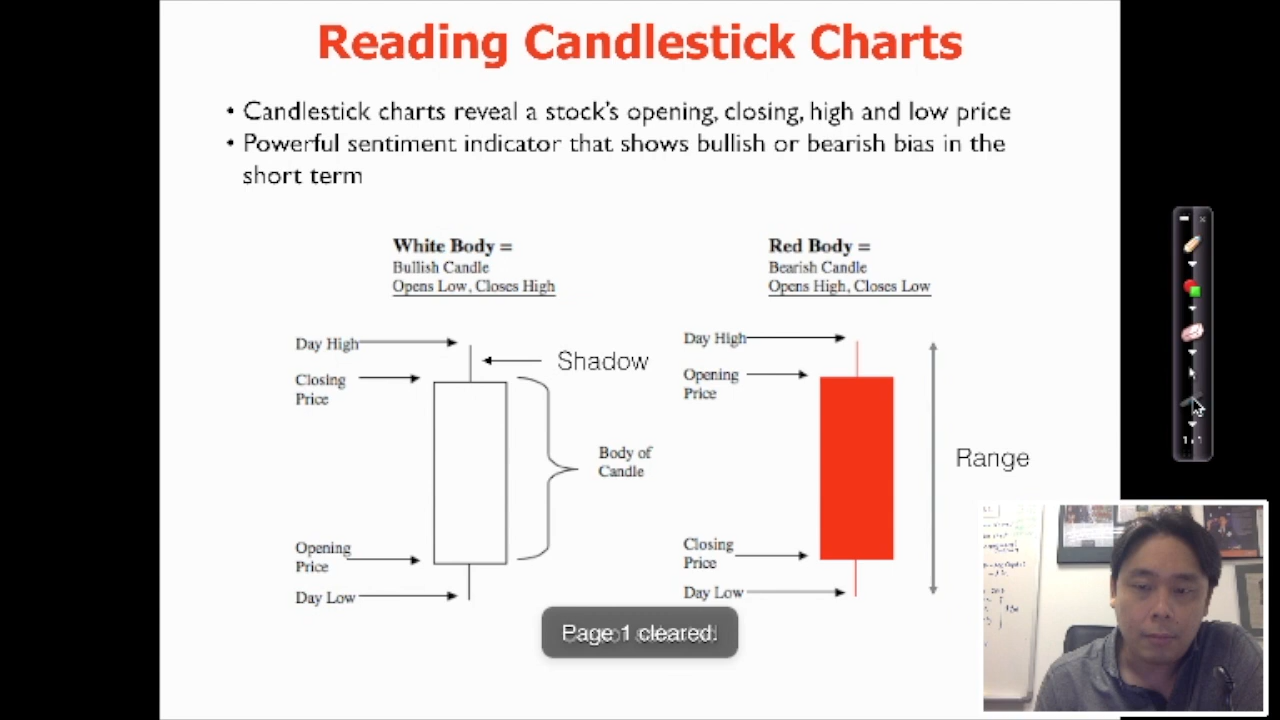 Reading Candlestick Charts
• Candlestick charts reveal a stock's opening, closing, high and low price
• Powerful sentiment indicator that shows bullish or bearish bias in the
short term
White Body =
Bullish Candle
Opens Low, Closes High
Red Body =
Bearish Candle
Opens High, Closes Low
Day High
Shadow
Closing
Price
Body of
Candle
Opening
Price
Day Low
Day High
Opening
Price
Range
Closing
Price
Day Low
Page 1 cleared.